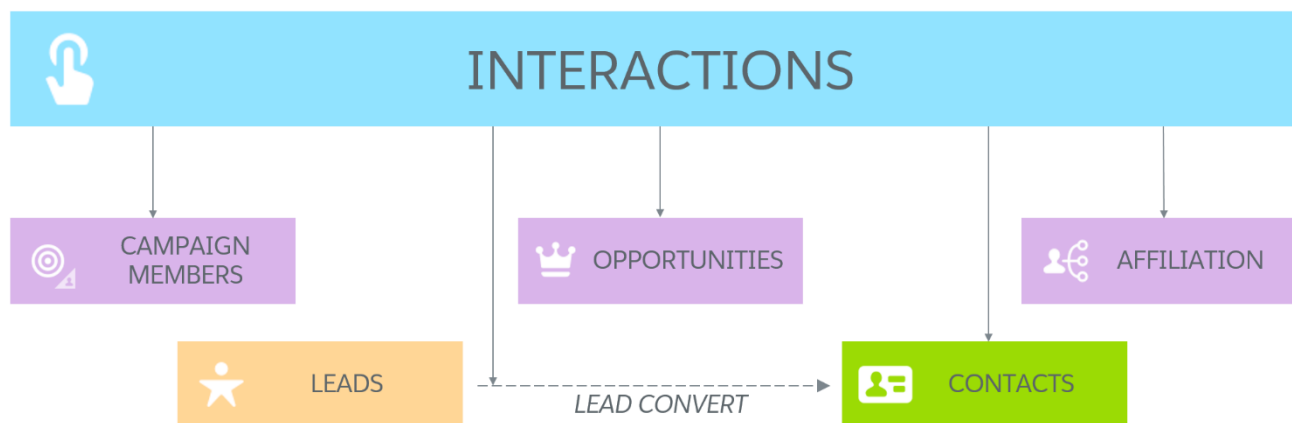 INTERACTIONS
CAMPAIGN
MEMBERS
OPPORTUNITIES
AFFILIATION
LEADS
LEAD CONVERT
CONTACTS